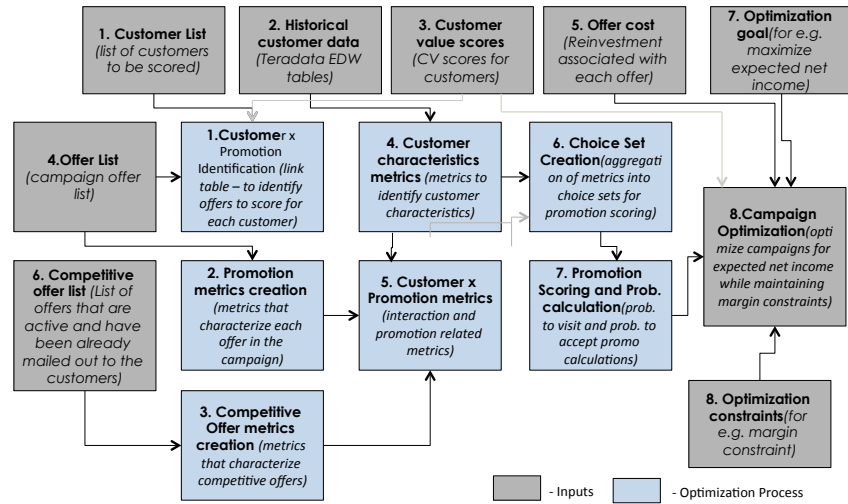 1. Customer List
(list of customers
to be scored)
2. Historical
customer data
(Teradata EDW
tables)
3. Customer
value scores
(CV scores for
customers)
5. Offer cost
(Reinvestment
associated with
each offer)
7. Optimization
goal(for e.g.
maximize
expected net
income)
4.Offer List
(campaign offer
list)
1.Customer x
Promotion
Identification (link
table – to identify
offers to score for
each customer)
4. Customer
characteristics
metrics (metrics to
identify customer
characteristics)
6. Choice Set
Creation(aggregati
on of metrics into
choice sets for
promotion scoring)
8.Campaign
Optimization(opti
mize campaigns for
expected net income
while maintaining
margin constraints)
6. Competitive
offer list (List of
offers that are
active and have
been already
mailed out to the
customers)
2. Promotion
metrics creation
(metrics that
characterize each
offer in the
campaign)
5. Customer x
Promotion metrics
(interaction and
promotion related
metrics)
7. Promotion
Scoring and Prob.
calculation(prob.
to visit and prob. to
accept promo
calculations)
3. Competitive
Offer metrics
creation (metrics
that characterize
competitive offers)
8. Optimization
constraints(for
e.g. margin
constraint)
- Inputs
- Optimization Process